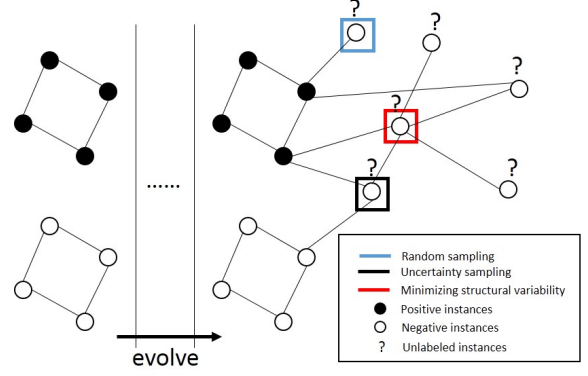 ?
?
?
?
?
?
......
evolve
Random sampling
Uncertainty sampling
Minimizing structural variability
Positive instances
Negative instances
? Unlabeled instances